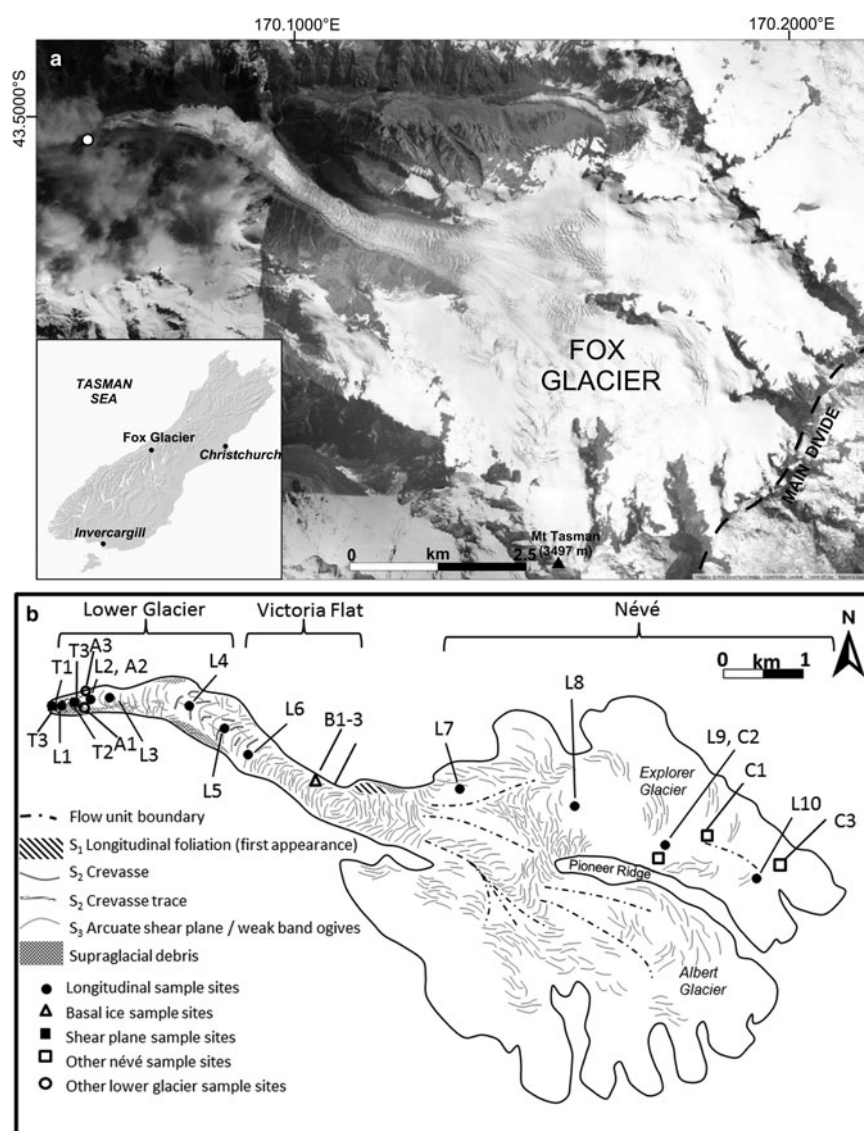 170.1000°E
170.2000°E
43.5000°S
a
FOX
GLACIER
MAIN DIVIDE
TASMAN
SEA
Fox Glacier
Christchurch
Invercargill
0 km 2.5
Mt Tasman
(3497 m)
b
Lower Glacier
Victoria Flat
Névé
N
0 km 1
A3
T3
T1
L2, A2
T3
L1
T2
A1
L3
L4
L5
L6
B1-3
L7
L8
L9, C2
C1
L10
C3
Explorer
Glacier
Pioneer Ridge
Albert
Glacier
Flow unit boundary
S1 Longitudinal foliation (first appearance)
S2 Crevasse
S2 Crevasse trace
S3 Arcuate shear plane / weak band ogives
Supraglacial debris
Longitudinal sample sites
Basal ice sample sites
Shear plane sample sites
Other névé sample sites
Other lower glacier sample sites